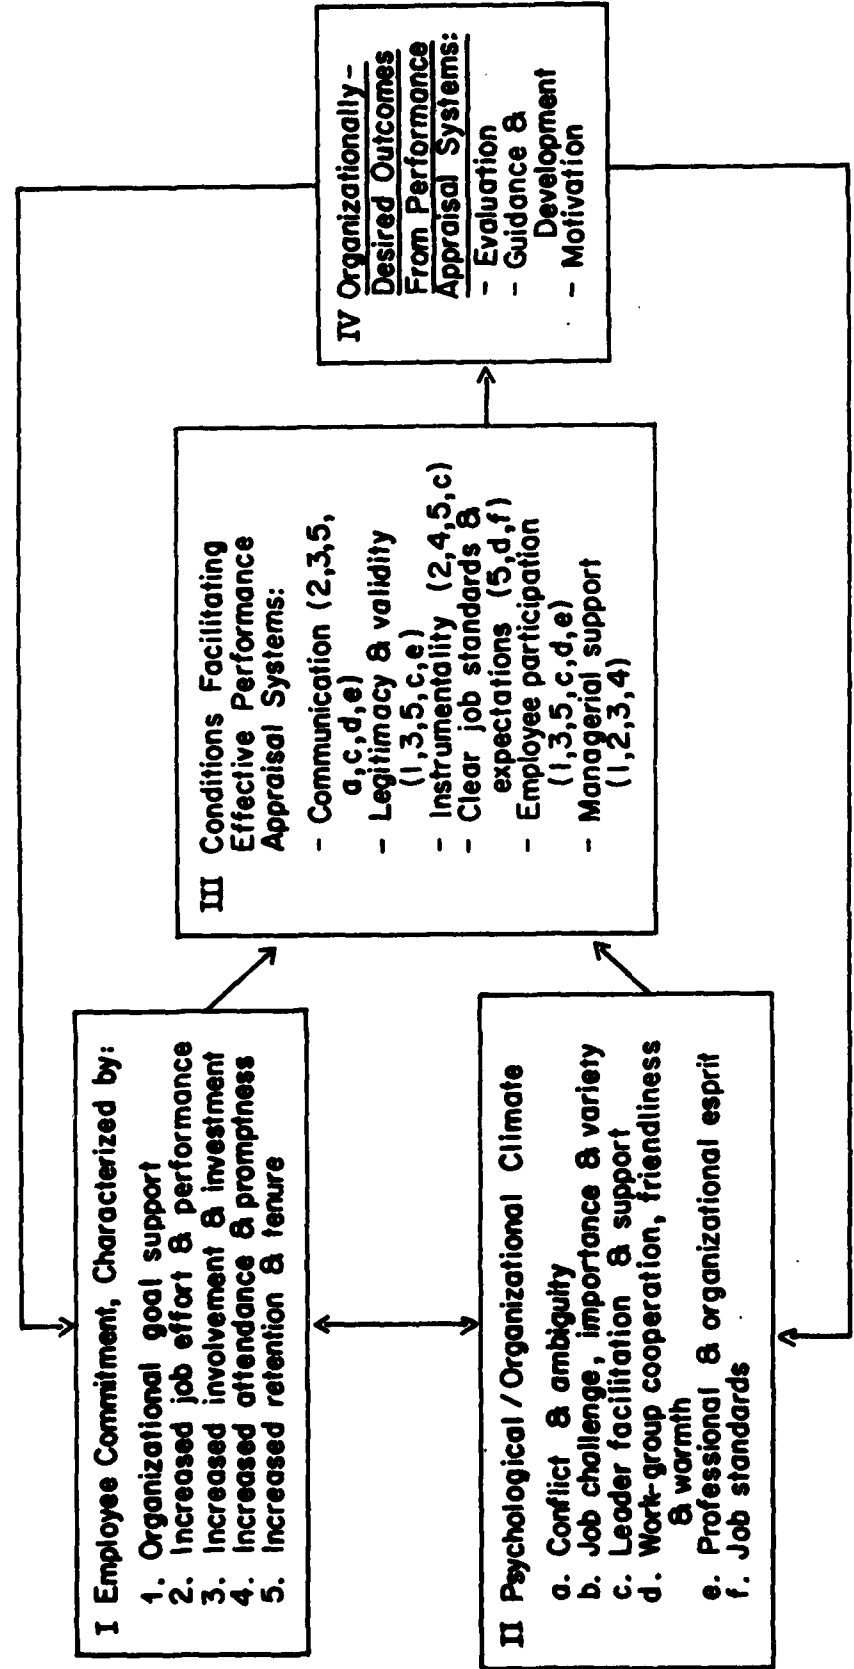 I Employee Commitment, Characterized by:
1. Organizational goal support
2. Increased job effort & performance
3. Increased involvement & investment
4. Increased attendance & promptness
5. Increased retention & tenure
II Psychological/Organizational Climate
a. Conflict & ambiguity
b. Job challenge, importance & variety
c. Leader facilitation & support
d. Work-group cooperation, friendliness
& warmth
e. Professional & organizational esprit
f. Job standards
III Conditions Facilitating
Effective Performance
Appraisal Systems:
- Communication (2,3,5,
a,c,d,e)
- Legitimacy & validity
(1,3,5,c,e)
- Instrumentality (2,4,5,c)
- Clear job standards &
expectations (5,d,f)
- Employee participation
(1,3,5,c,d,e)
- Managerial support
(1,2,3,4)
IV Organizationally-
Desired Outcomes
From Performance
Appraisal Systems:
- Evaluation
- Guidance &
Development
- Motivation